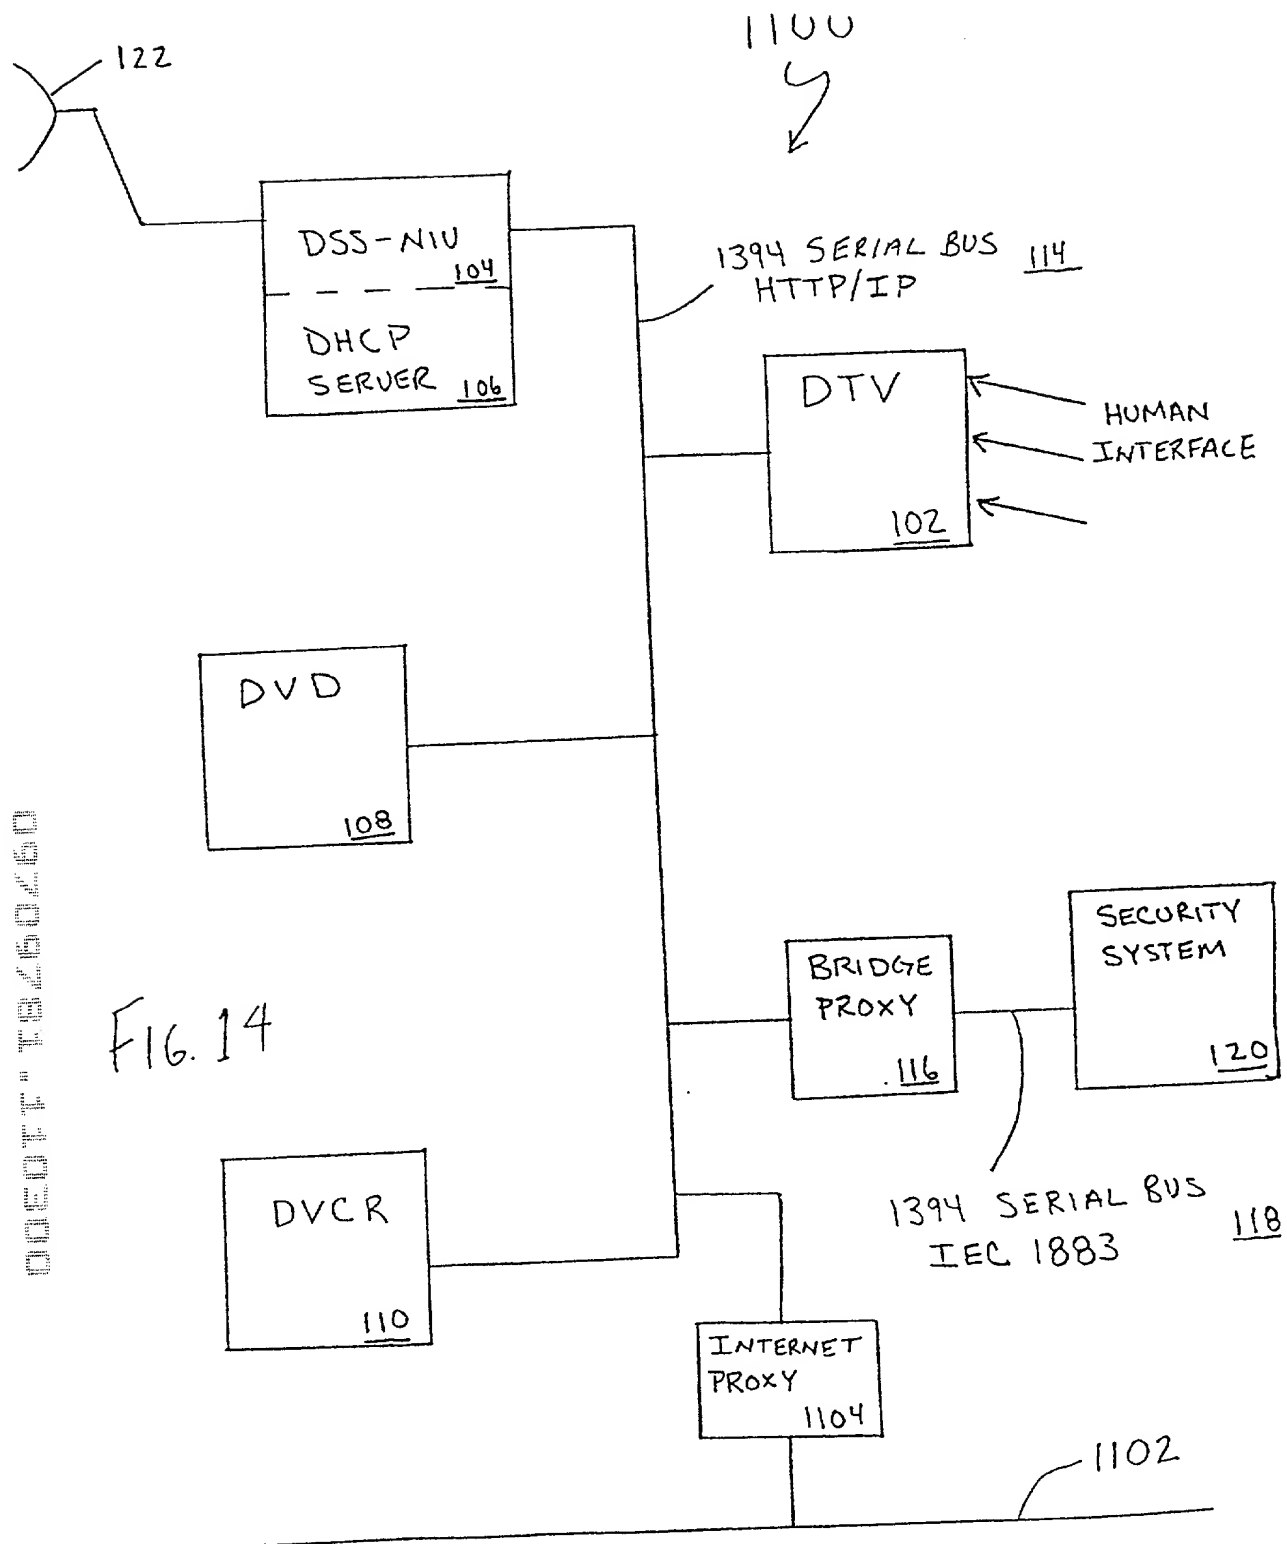 1100
122
DSS-NIU
104
DHCP
SERVER 106
1394 SERIAL BUS 114
HTTP/IP
DTV
102
HUMAN
INTERFACE
DVD
108
BRIDGE
PROXY
116
SECURITY
SYSTEM
120
FIG. 14
1394 SERIAL BUS 118
IEC 1883
DVCR
110
INTERNET
PROXY
1104
1102